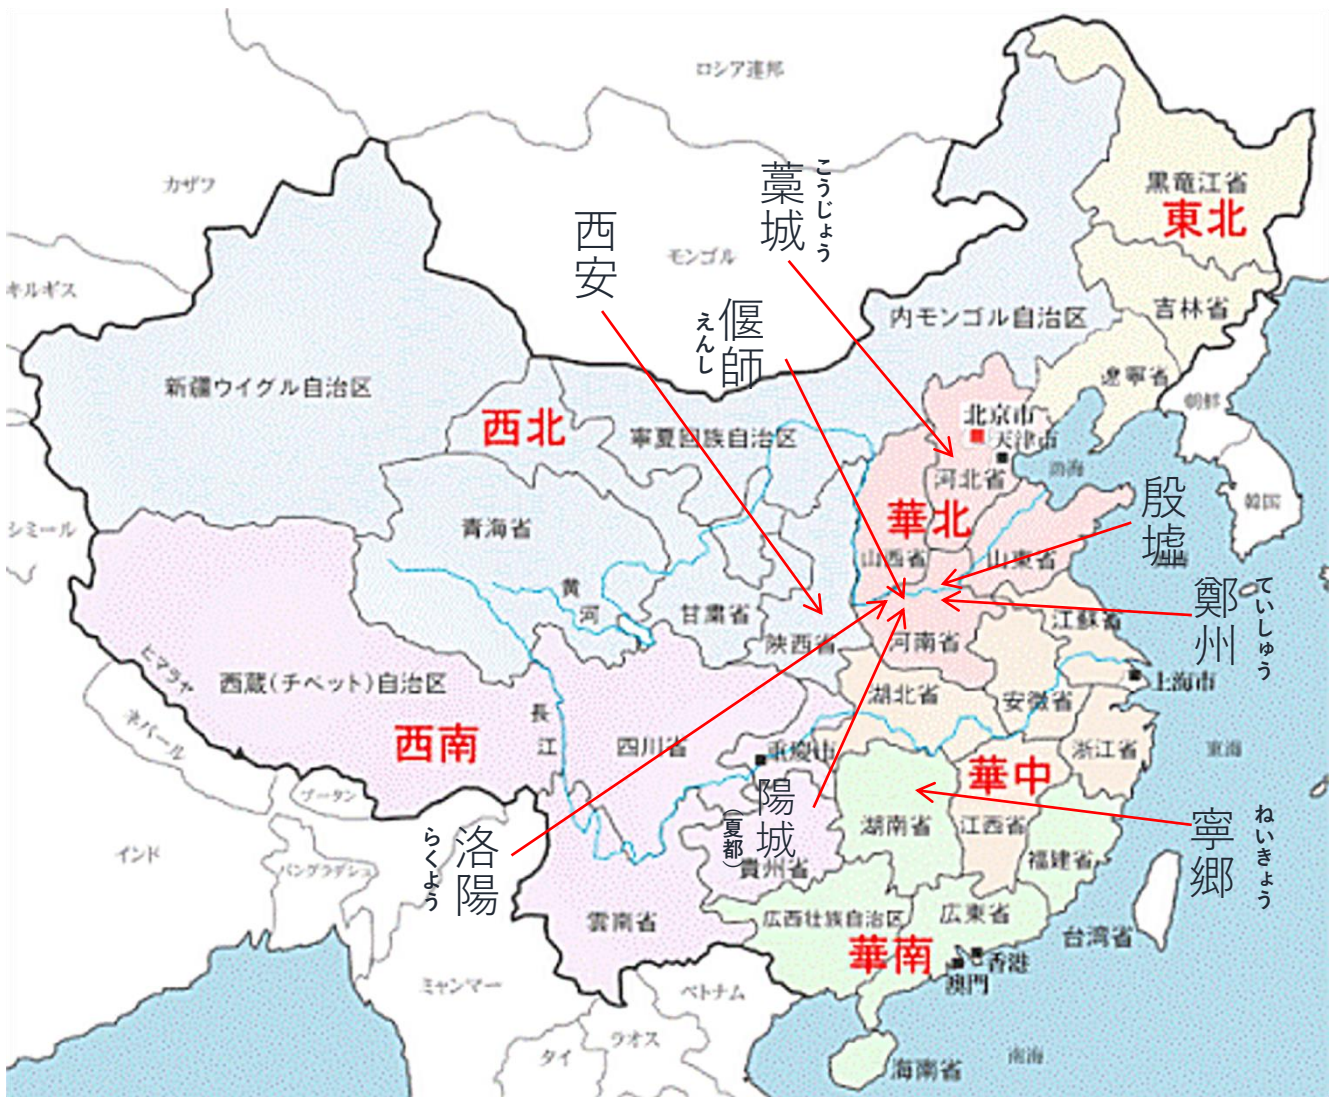 ロシア連邦
カザフ
キルギス
モンゴル
藁城
こうじょう
西安
偃師
えんし
黒竜江省
東北
吉林省
遼寧省
内モンゴル自治区
新疆ウイグル自治区
西北
寧夏回族自治区
北京市
天津市
渤海
朝鮮
韓国
河北省
華北
山西省
山東省
殷墟
シミール
青海省
黄河
甘粛省
陝西省
河南省
江蘇省
鄭州
ていしゅう
ヒマラヤ
西蔵(チベット)自治区
西南
ネパール
ブータン
長江
四川省
重慶市
湖北省
安徽省
上海市
浙江省
東海
華中
陽城
(夏都)
洛陽
らくよう
湖南省
江西省
福建省
寧郷
ねいきょう
インド
バングラデシュ
貴州省
雲南省
広西壮族自治区
広東省
華南
香港
澳門
台湾省
ミャンマー
ベトナム
ラオス
タイ
海南省
南海